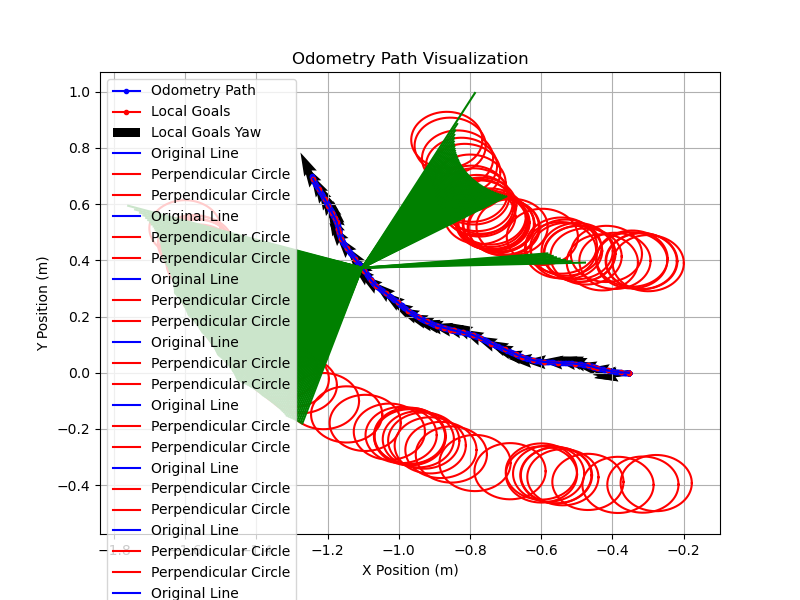 Odometry Path Visualization
Y Position (m)
1.0
0.8
0.6
0.4
0.2
0.0
−0.2
−0.4
Odometry Path
Local Goals
Local Goals Yaw
Original Line
Perpendicular Circle
Perpendicular Circle
Original Line
Perpendicular Circle
Perpendicular Circle
Original Line
Perpendicular Circle
Perpendicular Circle
Original Line
Perpendicular Circle
Perpendicular Circle
Original Line
Perpendicular Circle
Perpendicular Circle
Original Line
Perpendicular Circle
Perpendicular Circle
Original Line
Perpendicular Circle
Perpendicular Circle
Original Line
−1.8 −1.2 −1.0 −0.8 −0.6 −0.4 −0.2
X Position (m)